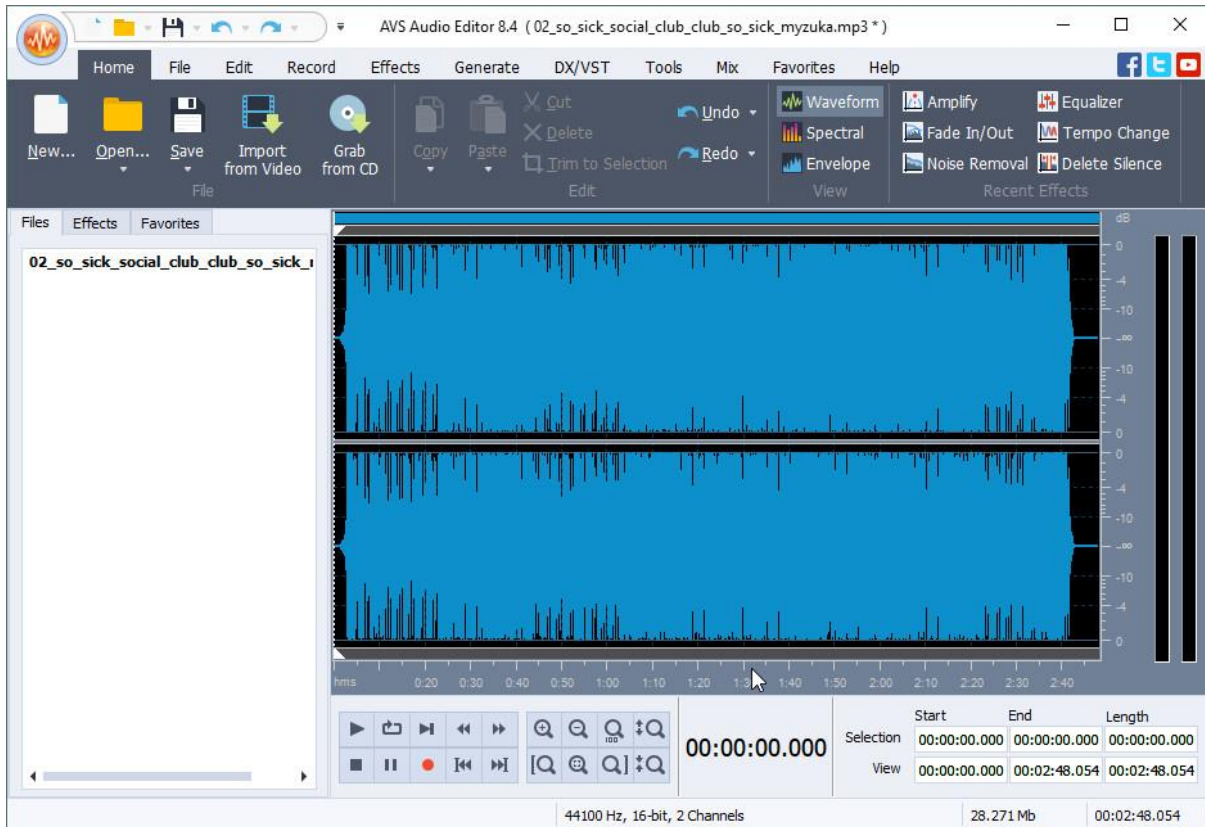 AVS Audio Editor 8.4 ( 02_so_sick_social_club_club_so_sick_myzuka.mp3 * )
Home File Edit Record Effects Generate DX/VST Tools Mix Favorites Help
New... Open... Save Import from Video Grab from CD
File
Copy Paste Cut
Delete
Trim to Selection
Undo
Redo
Edit
Waveform
Spectral
Envelope
View
Amplify Equalizer
Fade In/Out Tempo Change
Noise Removal Delete Silence
Recent Effects
Files Effects Favorites
02_so_sick_social_club_club_so_sick_
dB
0
-4
-10
-∞
-10
-4
0
0
-4
-10
-∞
-10
-4
0
hms 0:20 0:30 0:40 0:50 1:00 1:10 1:20 1:30 1:40 1:50 2:00 2:10 2:20 2:30 2:40
100
00:00:00.000
Start End Length
Selection 00:00:00.000 00:00:00.000 00:00:00.000
View 00:00:00.000 00:02:48.054 00:02:48.054
44100 Hz, 16-bit, 2 Channels 28.271 Mb 00:02:48.054